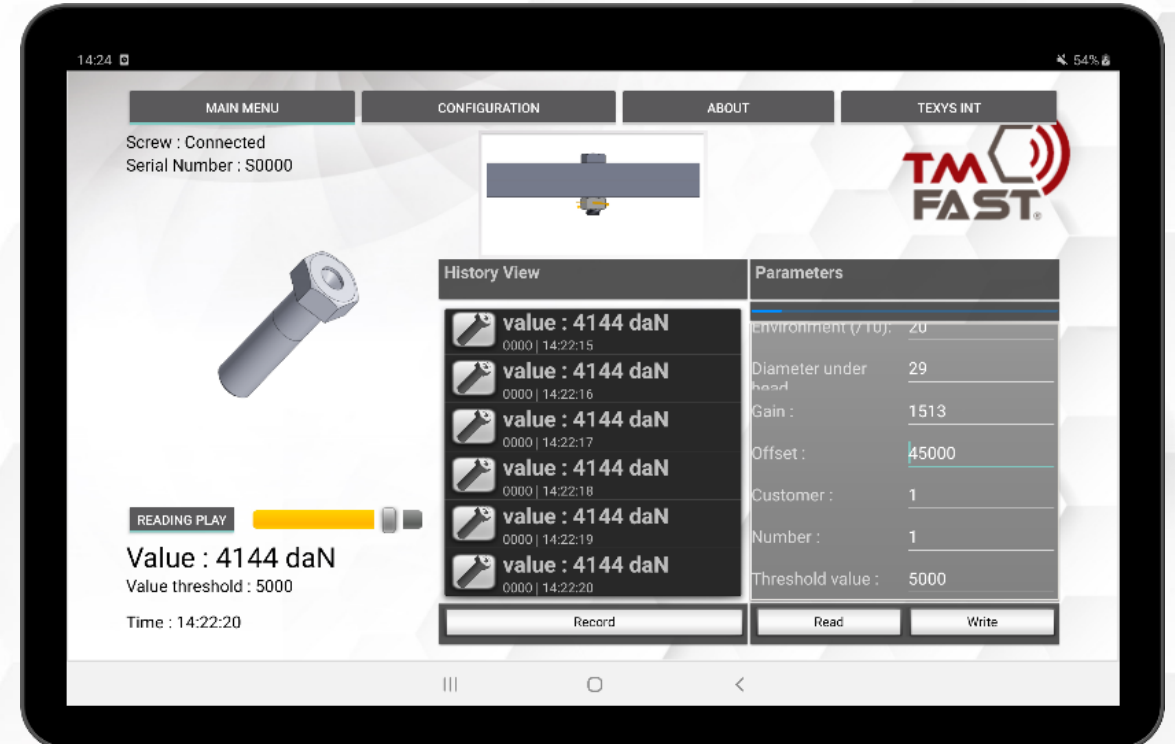 14:24
54%
MAIN MENU
CONFIGURATION
ABOUT
TEXYS INT
Screw : Connected
Serial Number : S0000
TM
FAST®
History View
value : 4144 daN
0000 | 14:22:15
value : 4144 daN
0000 | 14:22:16
value : 4144 daN
0000 | 14:22:17
value : 4144 daN
0000 | 14:22:18
value : 4144 daN
0000 | 14:22:19
value : 4144 daN
0000 | 14:22:20
Record
Parameters
Environment (/10): 20
Diameter under 29
head
Gain : 1513
Offset : 45000
Customer : 1
Number : 1
Threshold value : 5000
Read
Write
READING PLAY
Value : 4144 daN
Value threshold : 5000
Time : 14:22:20